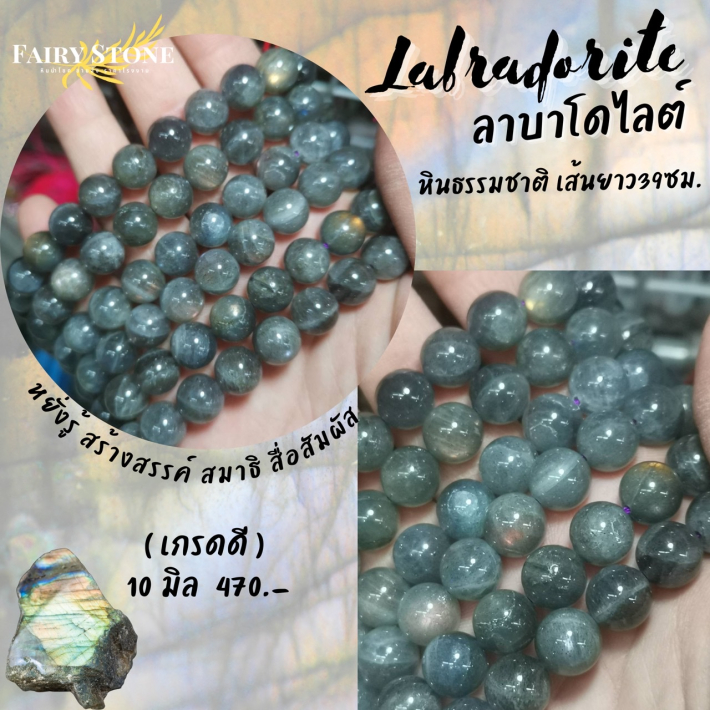 FAIRY STONE
Labradorite
ลาบาโดไลต์
หินธรรมชาติ เส้นยาว39ซม.
หยั่งรู้ สร้างสรรค์ สมาธิ สื่อสัมผัส
(เกรดดี)
10 มิล 470.-